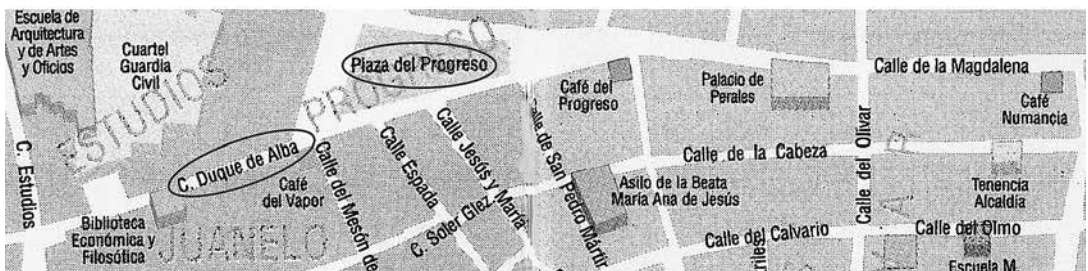 Escuela de
Arquitectura
y de Artes
y Oficios
Cuartel
Guardia
Civil
ESTUDIOS
PROGRESO
Plaza del Progreso
Café del
Progreso
Palacio de
Perales
Calle de la Magdalena
Café
Numancia
C. Estudios
C. Duque de Alba
Café
del Vapor
Calle del Mesón de
Calle Espada
Calle Jesús y María
C. Soler Glez
Calle de San Pedro Mártir
Calle de la Cabeza
Calle del Olivar
Asilo de la Beata
María Ana de Jesús
Tenencia
Alcaldía
Biblioteca
Económica y
Filosótica
JUANELO
Calle del Calvario
Calle del Olmo
Escuela M.